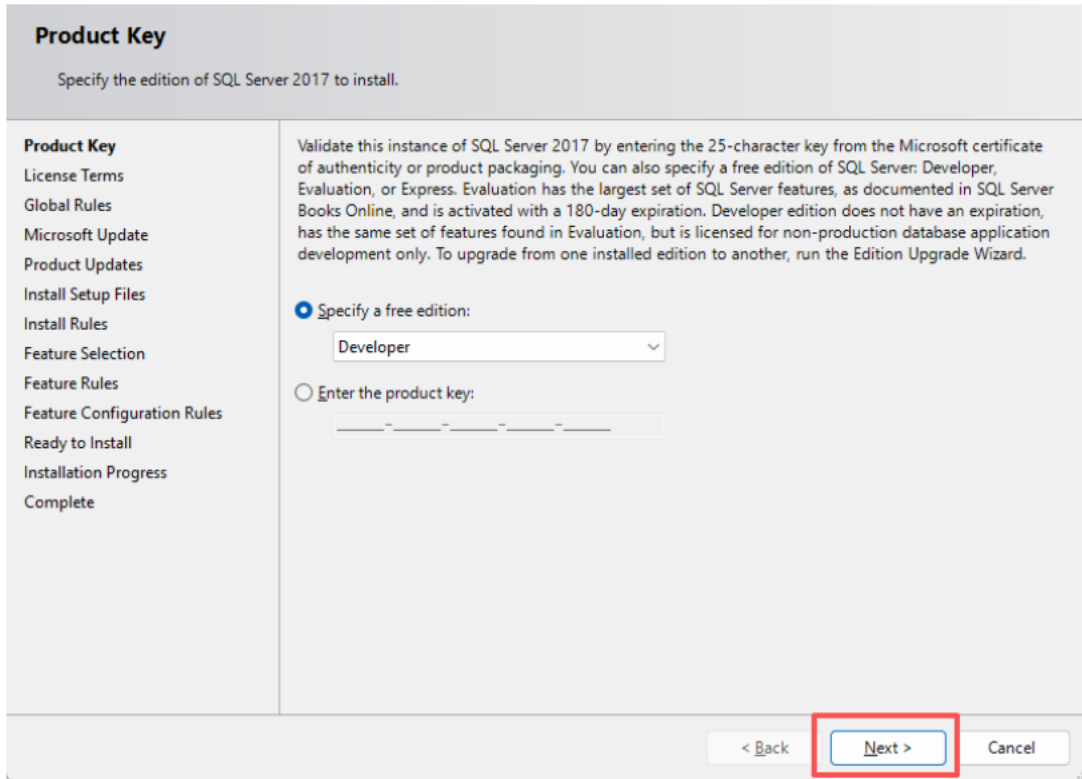 Product Key
Specify the edition of SQL Server 2017 to install.
Product Key
License Terms
Global Rules
Microsoft Update
Product Updates
Install Setup Files
Install Rules
Feature Selection
Feature Rules
Feature Configuration Rules
Ready to Install
Installation Progress
Complete
Validate this instance of SQL Server 2017 by entering the 25-character key from the Microsoft certificate
of authenticity or product packaging. You can also specify a free edition of SQL Server: Developer,
Evaluation, or Express. Evaluation has the largest set of SQL Server features, as documented in SQL Server
Books Online, and is activated with a 180-day expiration. Developer edition does not have an expiration,
has the same set of features found in Evaluation, but is licensed for non-production database application
development only. To upgrade from one installed edition to another, run the Edition Upgrade Wizard.
Specify a free edition:
Developer
Enter the product key:
_____-_____-_____-_____-_____
< Back
Next >
Cancel